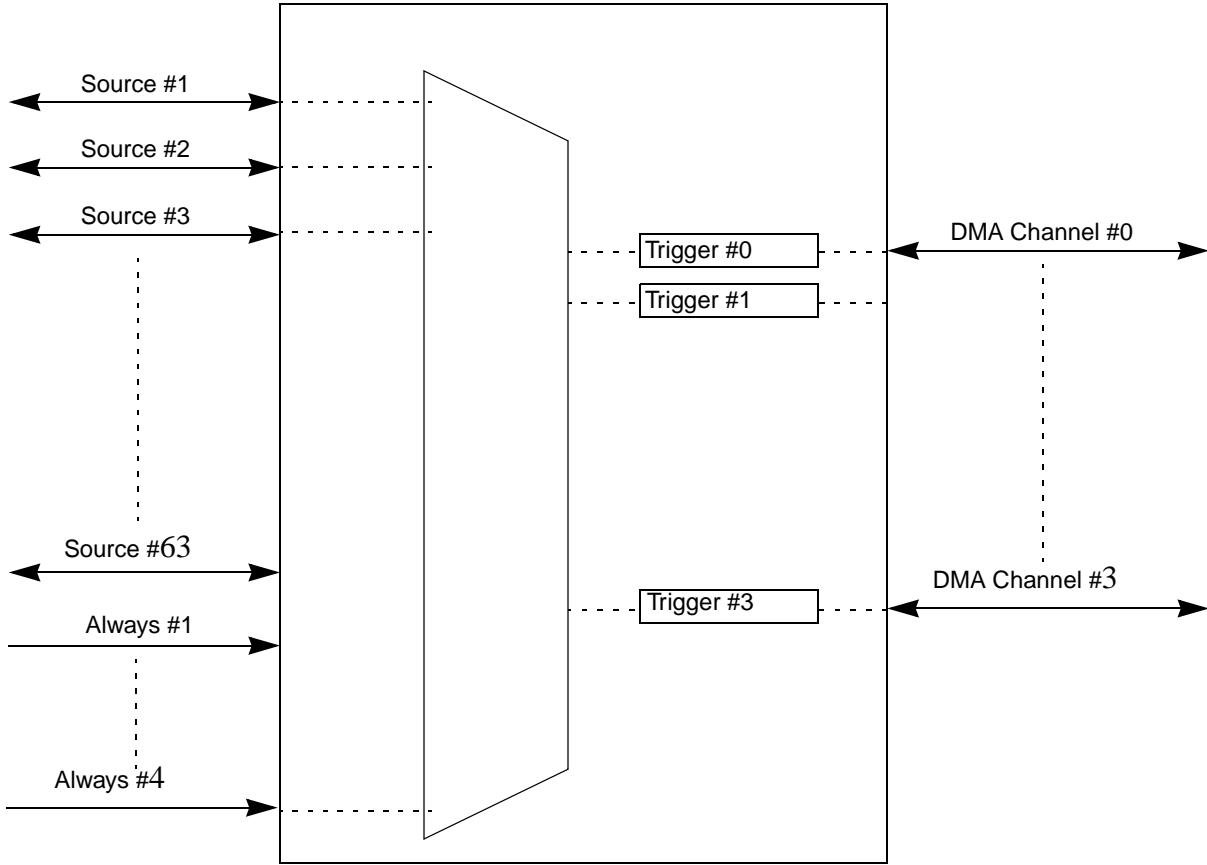 Source #1
Source #2
Source #3
Source #63
Always #1
Always #4
Trigger #0
Trigger #1
Trigger #3
DMA Channel #0
DMA Channel #3